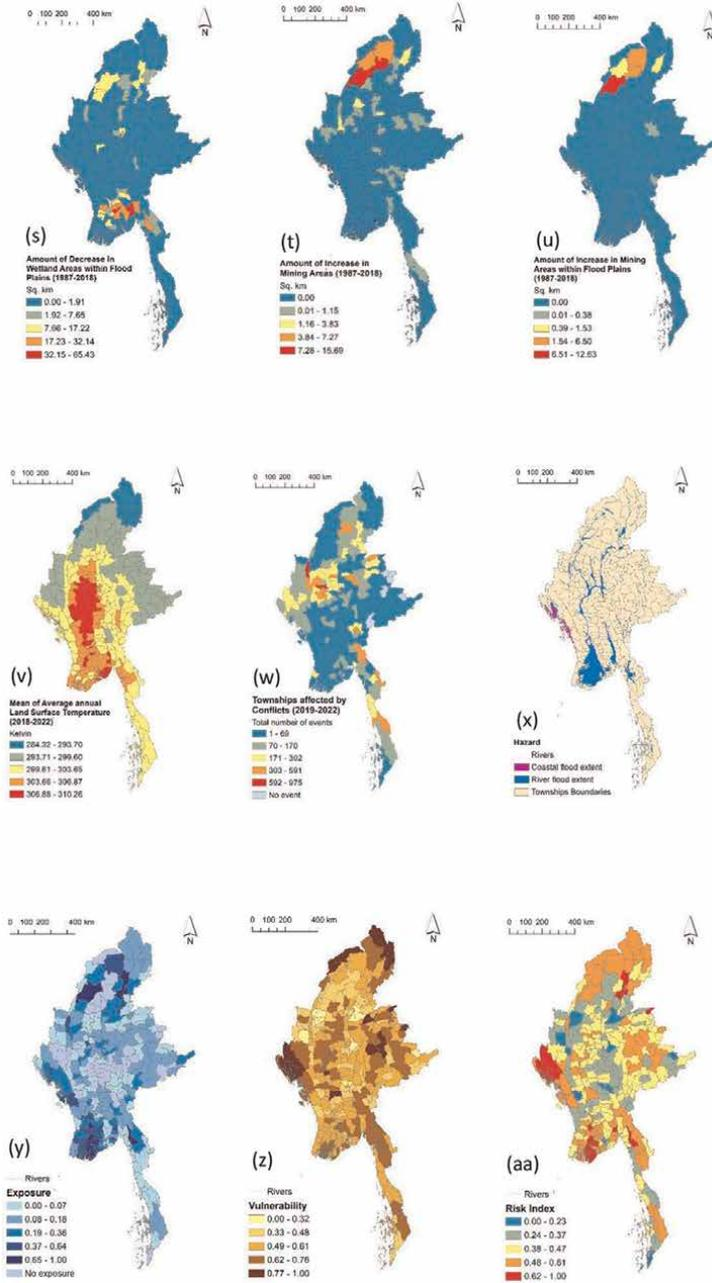 0 100 200 400 km
N
(s)
Amount of Decrease in
Wetland Areas within Flood
Plains (1987-2018)
Sq. km
0.00 - 1.91
1.92 - 7.65
7.66 - 17.22
17.23 - 32.14
32.15 - 65.43
0 100 200 400 km
N
(t)
Amount of Increase in
Mining Areas (1987-2018)
Sq. km
0.00
0.01 - 1.15
1.16 - 3.83
3.84 - 7.27
7.28 - 15.69
0 100 200 400 km
N
(u)
Amount of Increase in Mining
Areas within Flood Plains
(1987-2018)
Sq. km
0.00
0.01 - 0.38
0.39 - 1.53
1.54 - 6.50
6.51 - 12.63
0 100 200 400 km
N
(v)
Mean of Average annual
Land Surface Temperature
(2018-2022)
Kelvin
284.32 - 293.70
293.71 - 299.60
299.61 - 303.65
303.66 - 306.87
306.88 - 310.26
0 100 200 400 km
N
(w)
Townships affected by
Conflicts (2019-2022)
Total number of events
1 - 69
70 - 170
171 - 302
303 - 591
592 - 975
No event
0 100 200 400 km
N
(x)
Hazard
Rivers
Coastal flood extent
River flood extent
Townships Boundaries
0 100 200 400 km
N
(y)
Rivers
Exposure
0.00 - 0.07
0.08 - 0.18
0.19 - 0.36
0.37 - 0.64
0.65 - 1.00
No exposure
0 100 200 400 km
N
(z)
Rivers
Vulnerability
0.00 - 0.32
0.33 - 0.48
0.49 - 0.61
0.62 - 0.76
0.77 - 1.00
0 100 200 400 km
N
(aa)
Rivers
Risk Index
0.00 - 0.23
0.24 - 0.37
0.38 - 0.47
0.48 - 0.61
0.62 - 1.00